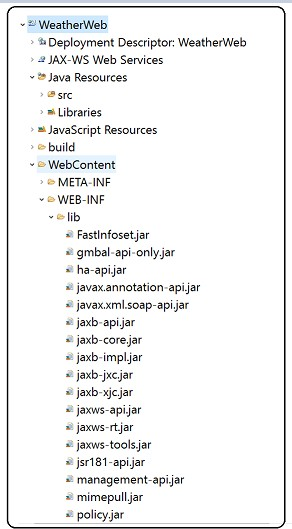 WeatherWeb
Deployment Descriptor: WeatherWeb
JAX-WS Web Services
Java Resources
src
Libraries
JavaScript Resources
build
WebContent
META-INF
WEB-INF
lib
FastInfoset.jar
gmbal-api-only.jar
ha-api.jar
javax.annotation-api.jar
javax.xml.soap-api.jar
jaxb-api.jar
jaxb-core.jar
jaxb-impl.jar
jaxb-jxc.jar
jaxb-xjc.jar
jaxws-api.jar
jaxws-rt.jar
jaxws-tools.jar
jsr181-api.jar
management-api.jar
mimepull.jar
policy.jar